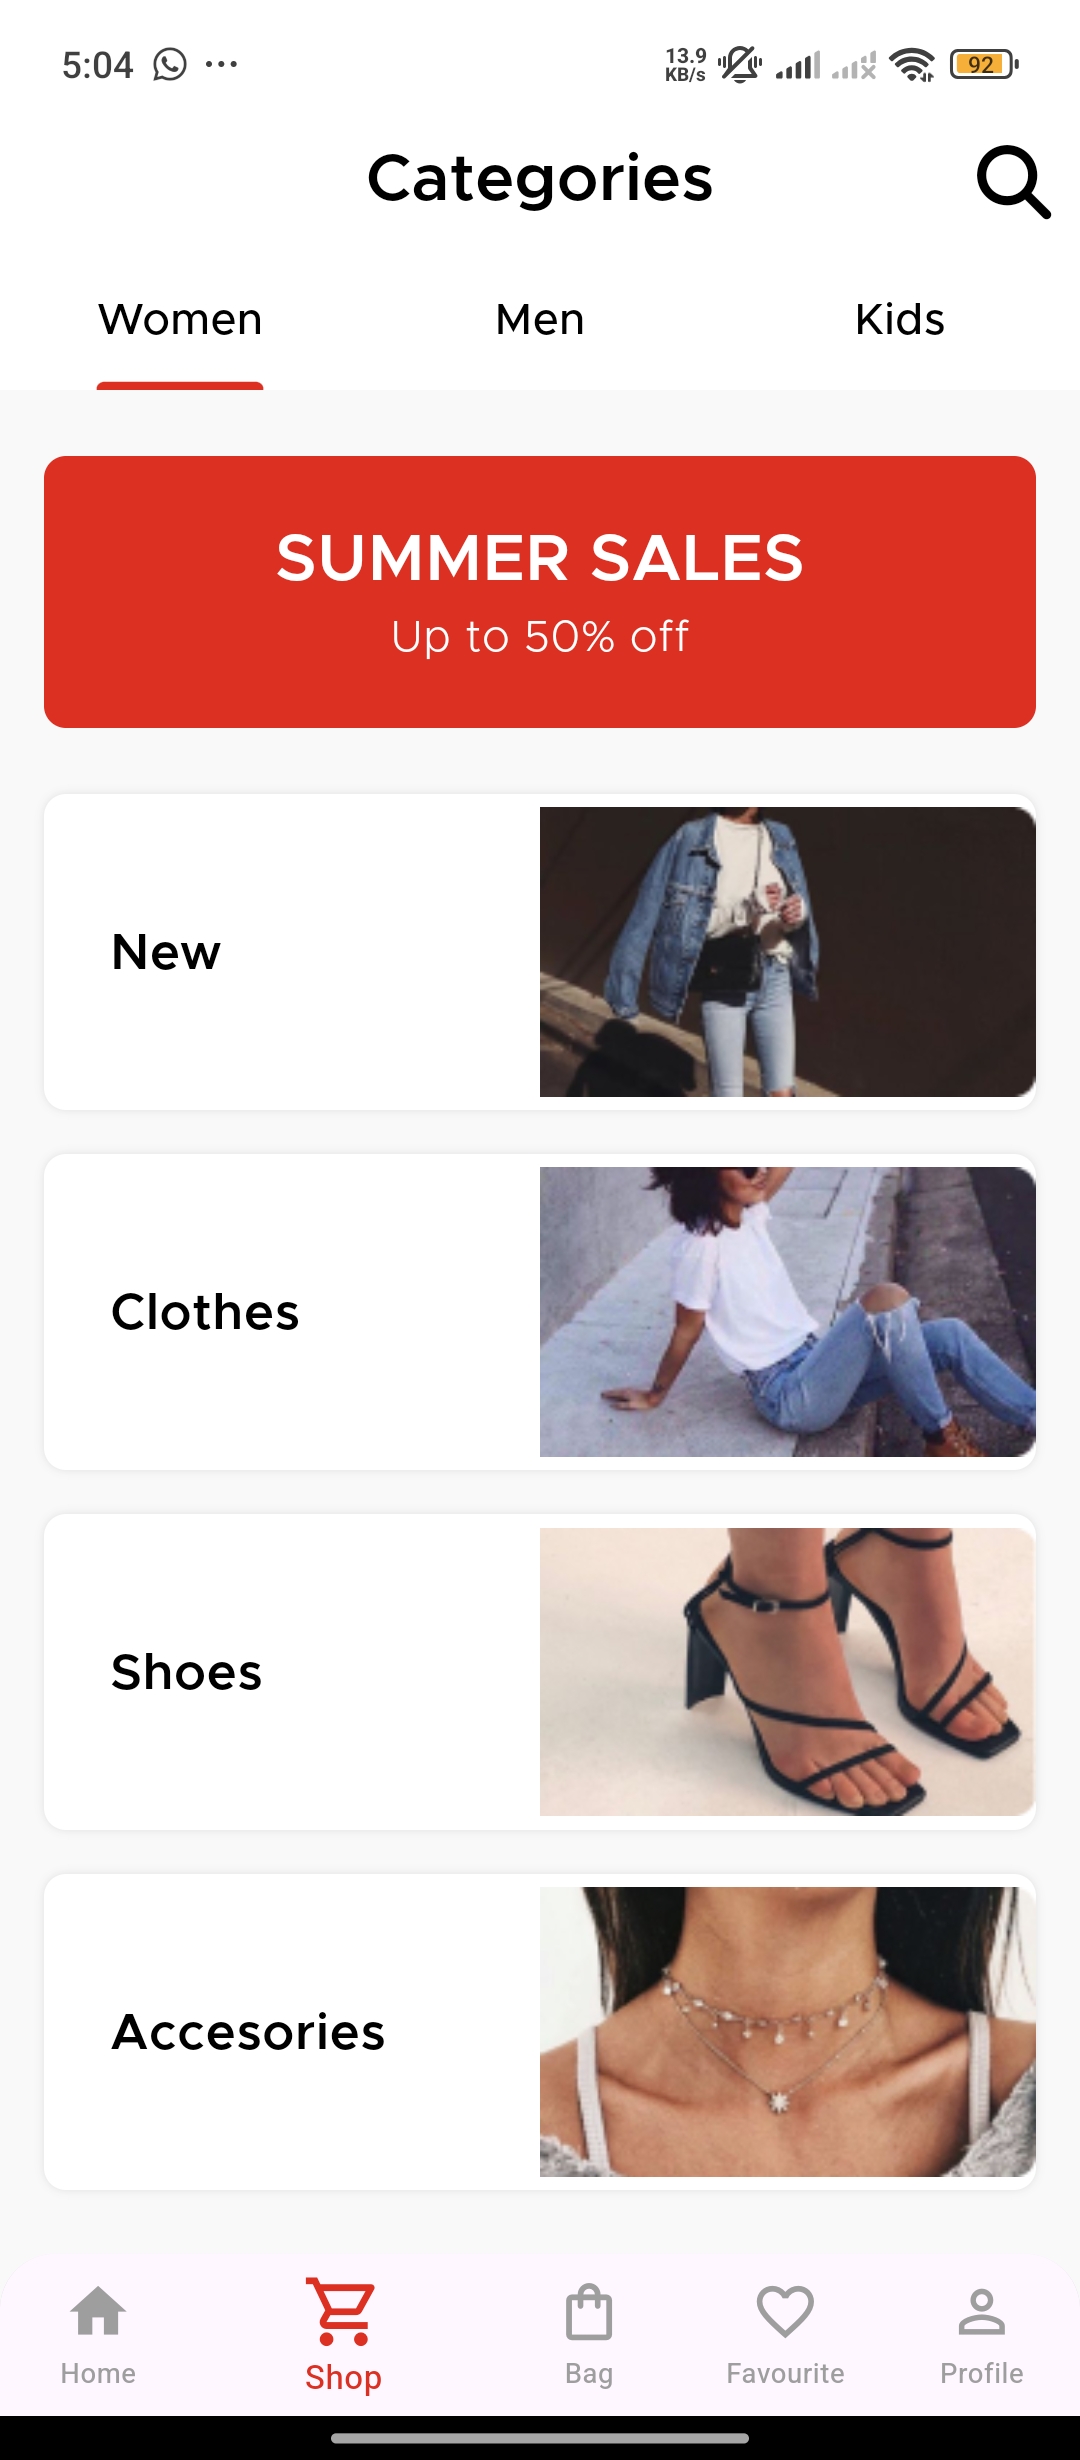 5:04 13.9 KB/s 92
Categories
Women Men Kids
SUMMER SALES
Up to 50% off
New
Clothes
Shoes
Accesories
Home Shop Bag Favourite Profile